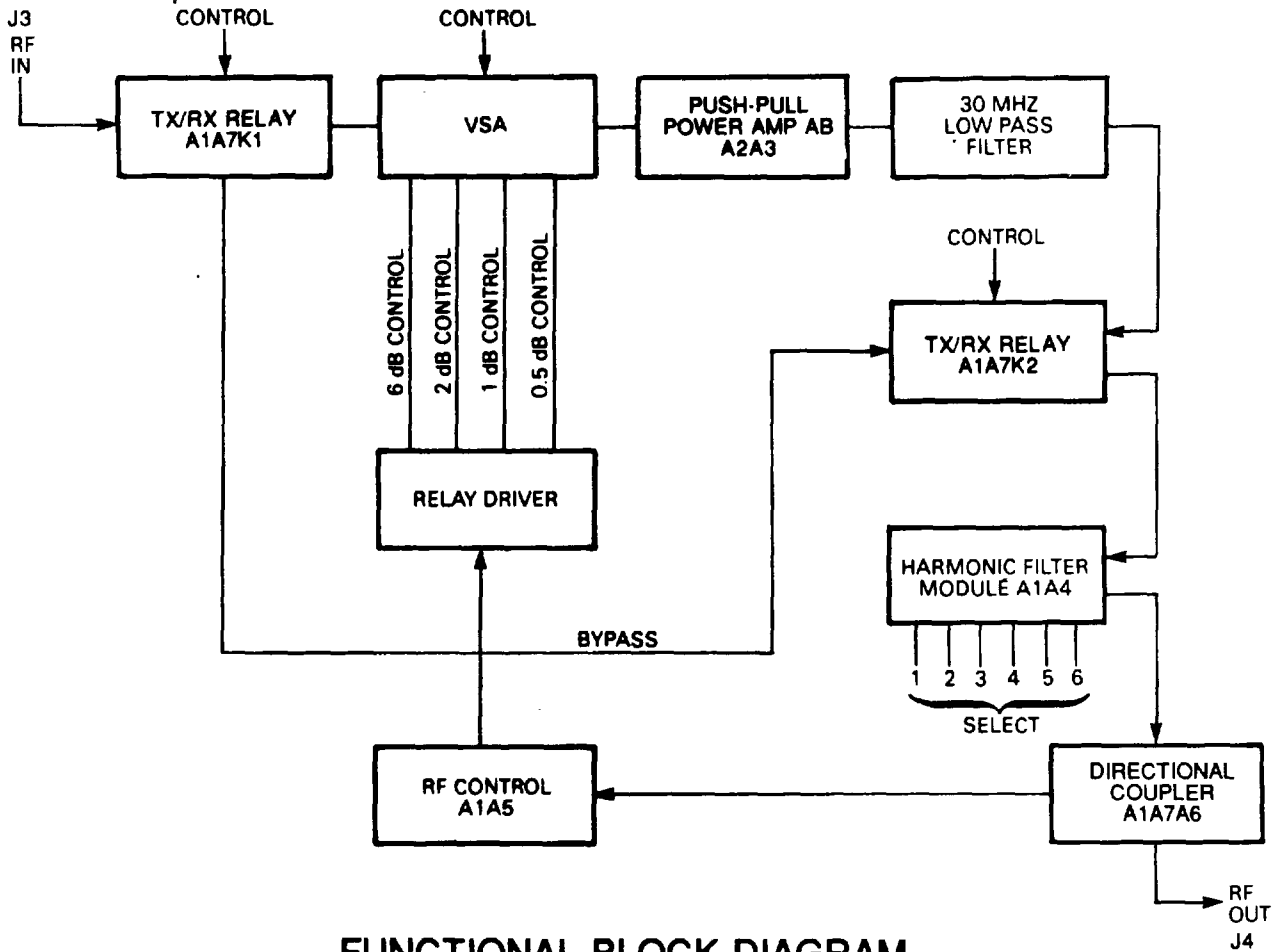 J3
RF
IN
CONTROL
CONTROL
TX/RX RELAY
A1A7K1
VSA
PUSH-PULL
POWER AMP AB
A2A3
30 MHZ
LOW PASS
FILTER
6 dB CONTROL
2 dB CONTROL
1 dB CONTROL
0.5 dB CONTROL
CONTROL
TX/RX RELAY
A1A7K2
RELAY DRIVER
HARMONIC FILTER
MODULE A1A4
BYPASS
1 2 3 4 5 6
SELECT
RF CONTROL
A1A5
DIRECTIONAL
COUPLER
A1A7A6
RF
OUT
J4
FUNCTIONAL BLOCK DIAGRAM